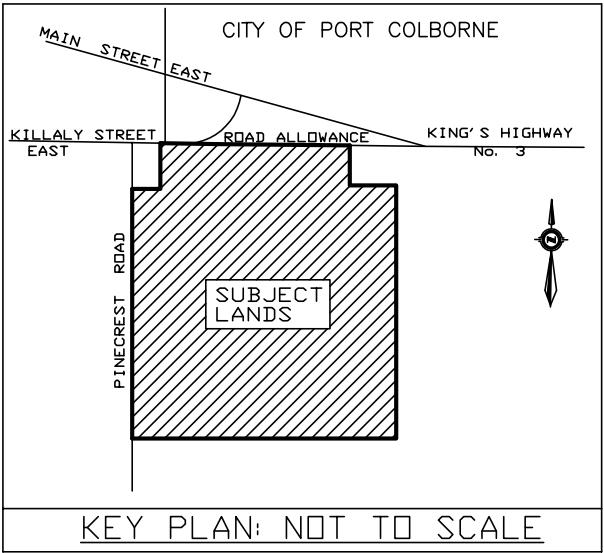 CITY OF PORT COLBORNE
MAIN STREET EAST
KILLALY STREET
EAST
ROAD ALLOWANCE
KING'S HIGHWAY
No. 3
PINECREST ROAD
SUBJECT
LANDS
N
KEY PLAN: NOT TO SCALE